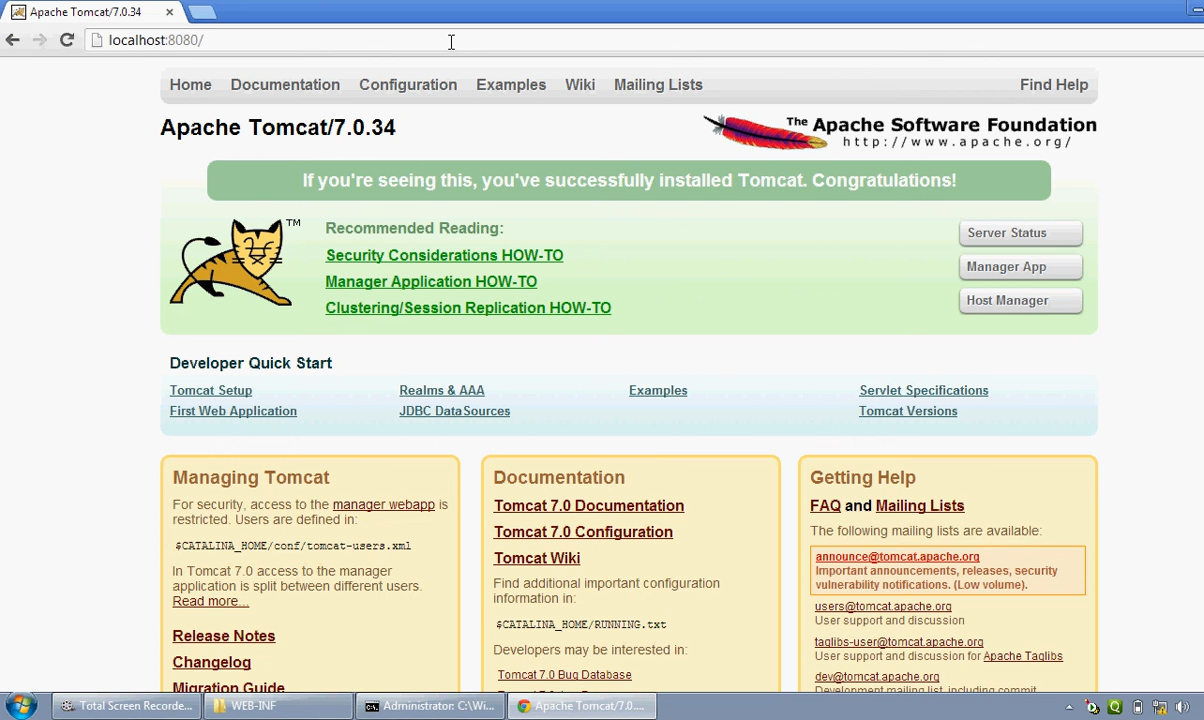 Apache Tomcat/7.0.34
localhost:8080/
Home Documentation Configuration Examples Wiki Mailing Lists Find Help
Apache Tomcat/7.0.34
The Apache Software Foundation
http://www.apache.org/
If you're seeing this, you've successfully installed Tomcat. Congratulations!
TM
Recommended Reading:
Security Considerations HOW-TO
Manager Application HOW-TO
Clustering/Session Replication HOW-TO
Server Status
Manager App
Host Manager
Developer Quick Start
Tomcat Setup
First Web Application
Realms & AAA
JDBC DataSources
Examples
Servlet Specifications
Tomcat Versions
Managing Tomcat
For security, access to the manager webapp is
restricted. Users are defined in:
$CATALINA_HOME/conf/tomcat-users.xml
In Tomcat 7.0 access to the manager
application is split between different users.
Read more...
Release Notes
Changelog
Migration Guide
Documentation
Tomcat 7.0 Documentation
Tomcat 7.0 Configuration
Tomcat Wiki
Find additional important configuration
information in:
$CATALINA_HOME/RUNNING.txt
Developers may be interested in:
Tomcat 7.0 Bug Database
Getting Help
FAQ and Mailing Lists
The following mailing lists are available:
announce@tomcat.apache.org
Important announcements, releases, security
vulnerability notifications. (Low volume).
users@tomcat.apache.org
User support and discussion
taglibs-user@tomcat.apache.org
User support and discussion for Apache Taglibs
dev@tomcat.apache.org
Development mailing list, including commit
Total Screen Recorde...
WEB-INF
Administrator: C:\Wi...
Apache Tomcat/7.0....